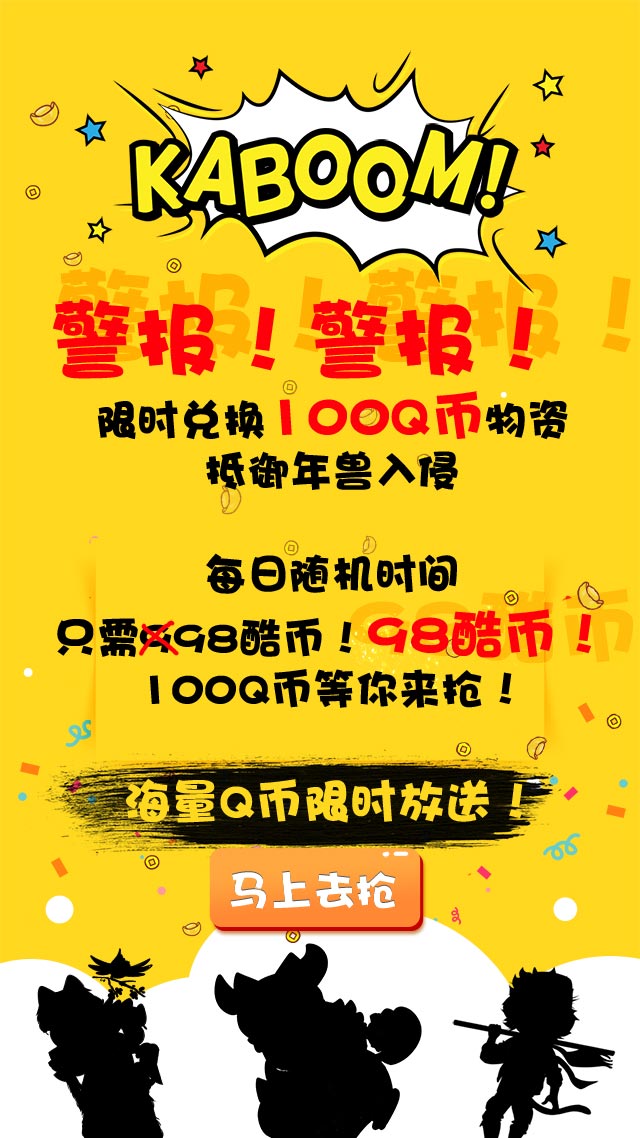 KABOOM!
警报！警报！
限时兑换100Q币物资
抵御年兽入侵
每日随机时间
只需98酷币！98酷币！
100Q币等你来抢！
海量Q币限时放送！
马上去抢